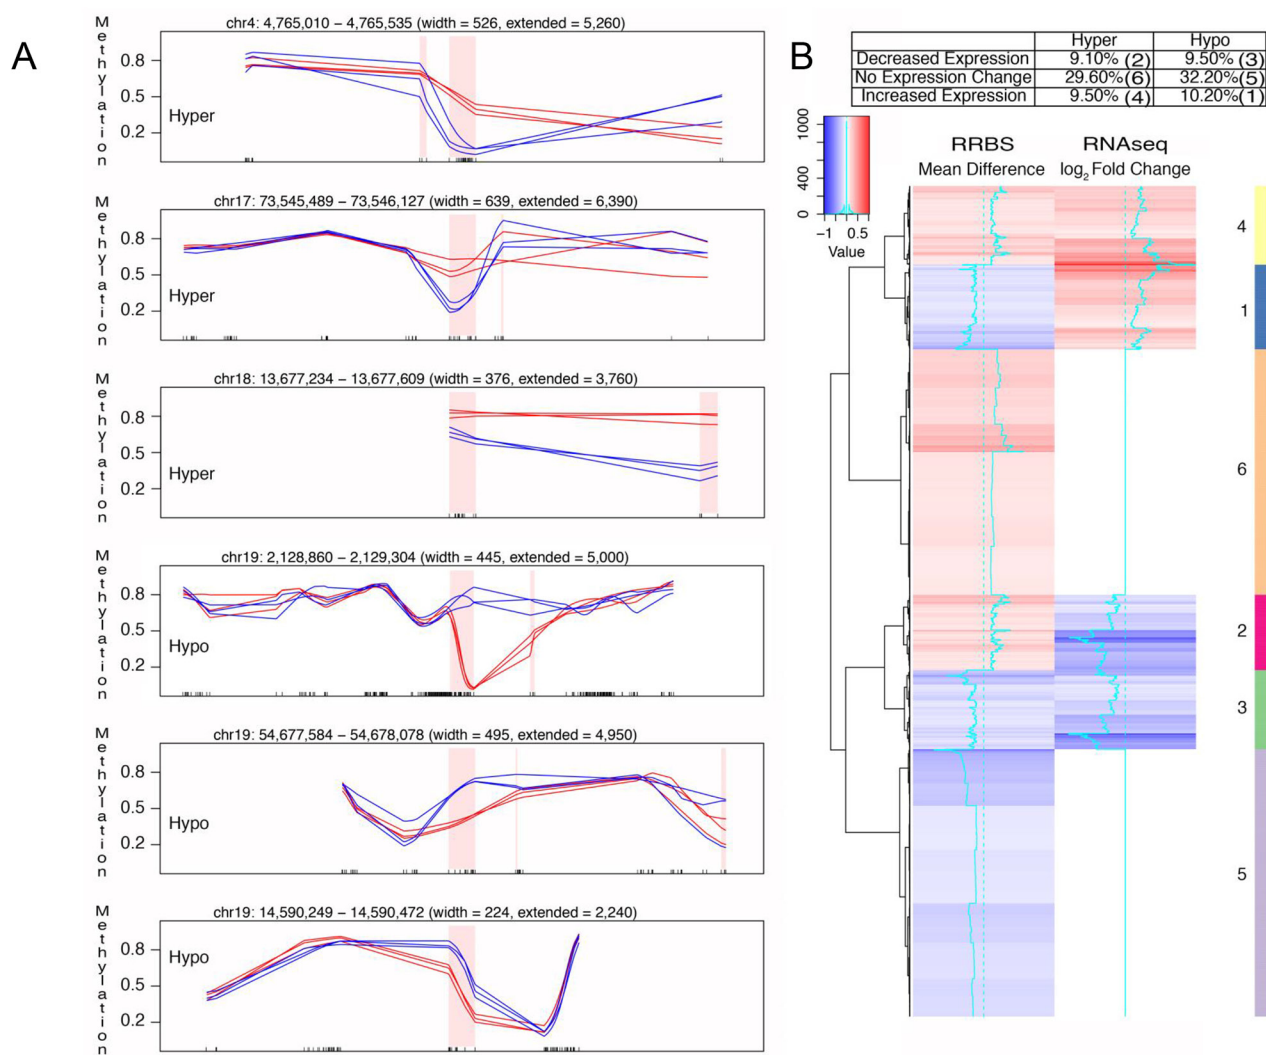 A
chr4: 4,765,010 − 4,765,535 (width = 526, extended = 5,260)
Methylation
0.8
0.5
0.2
Hyper
chr17: 73,545,489 − 73,546,127 (width = 639, extended = 6,390)
Methylation
0.8
0.5
0.2
Hyper
chr18: 13,677,234 − 13,677,609 (width = 376, extended = 3,760)
Methylation
0.8
0.5
0.2
Hyper
chr19: 2,128,860 − 2,129,304 (width = 445, extended = 5,000)
Methylation
0.8
0.5
0.2
Hypo
chr19: 54,677,584 − 54,678,078 (width = 495, extended = 4,950)
Methylation
0.8
0.5
0.2
Hypo
chr19: 14,590,249 − 14,590,472 (width = 224, extended = 2,240)
Methylation
0.8
0.5
0.2
Hypo
B
Hyper Hypo
Decreased Expression 9.10% (2) 9.50% (3)
No Expression Change 29.60% (6) 32.20% (5)
Increased Expression 9.50% (4) 10.20% (1)
0 400 1000
−1 0.5
Value
RRBS RNAseq
Mean Difference log2 Fold Change
4
1
6
2
3
5